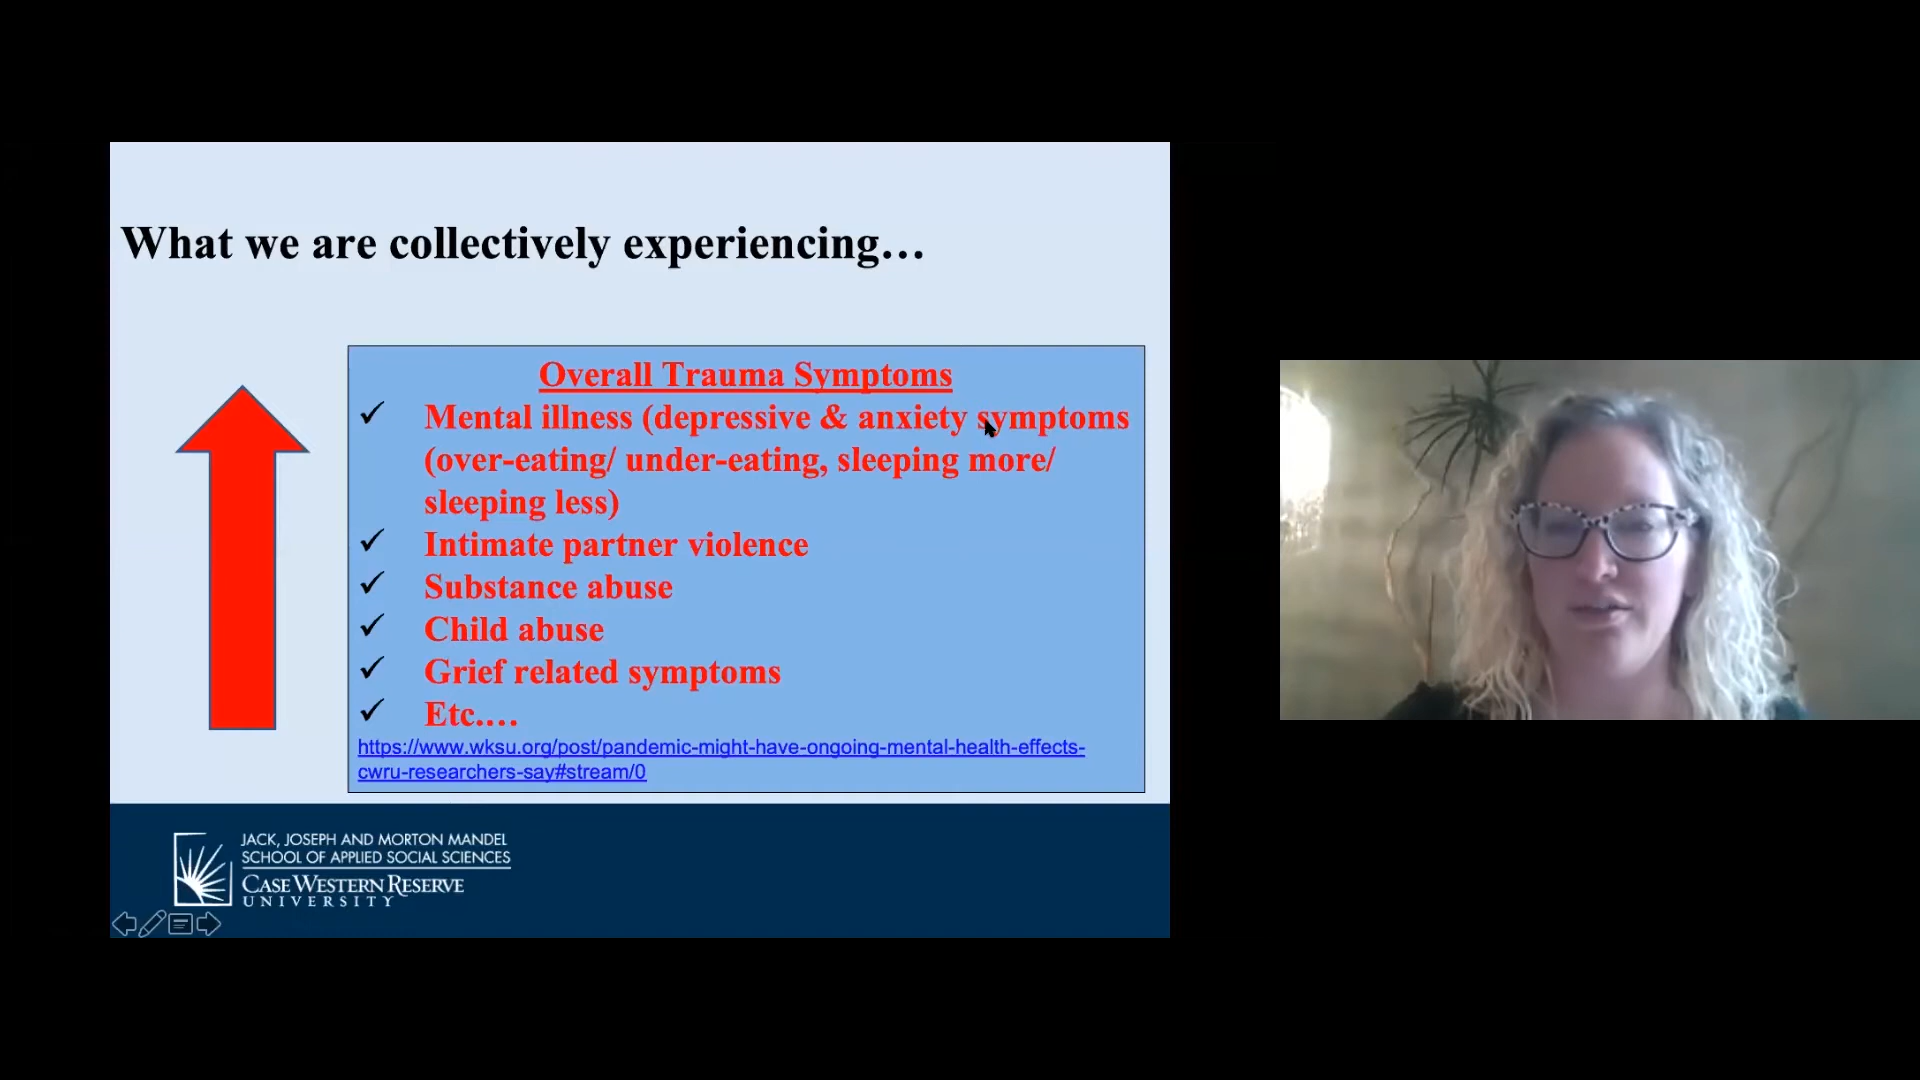 What we are collectively experiencing…
Overall Trauma Symptoms
✓ Mental illness (depressive & anxiety symptoms
(over-eating/ under-eating, sleeping more/
sleeping less)
✓ Intimate partner violence
✓ Substance abuse
✓ Child abuse
✓ Grief related symptoms
✓ Etc.…
https://www.wksu.org/post/pandemic-might-have-ongoing-mental-health-effects-
cwru-researchers-say#stream/0
JACK, JOSEPH AND MORTON MANDEL
SCHOOL OF APPLIED SOCIAL SCIENCES
CASE WESTERN RESERVE
UNIVERSITY